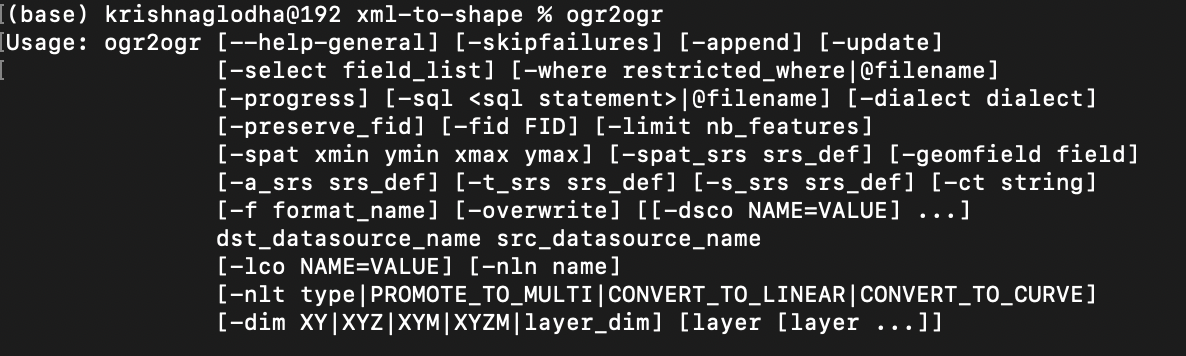 [(base) krishnaglodha@192 xml-to-shape % ogr2ogr
[Usage: ogr2ogr [--help-general] [-skipfailures] [-append] [-update]
[               [-select field_list] [-where restricted_where|@filename]
                [-progress] [-sql <sql statement>|@filename] [-dialect dialect]
                [-preserve_fid] [-fid FID] [-limit nb_features]
                [-spat xmin ymin xmax ymax] [-spat_srs srs_def] [-geomfield field]
                [-a_srs srs_def] [-t_srs srs_def] [-s_srs srs_def] [-ct string]
                [-f format_name] [-overwrite] [[-dsco NAME=VALUE] ...]
                dst_datasource_name src_datasource_name
                [-lco NAME=VALUE] [-nln name]
                [-nlt type|PROMOTE_TO_MULTI|CONVERT_TO_LINEAR|CONVERT_TO_CURVE]
                [-dim XY|XYZ|XYM|XYZM|layer_dim] [layer [layer ...]]